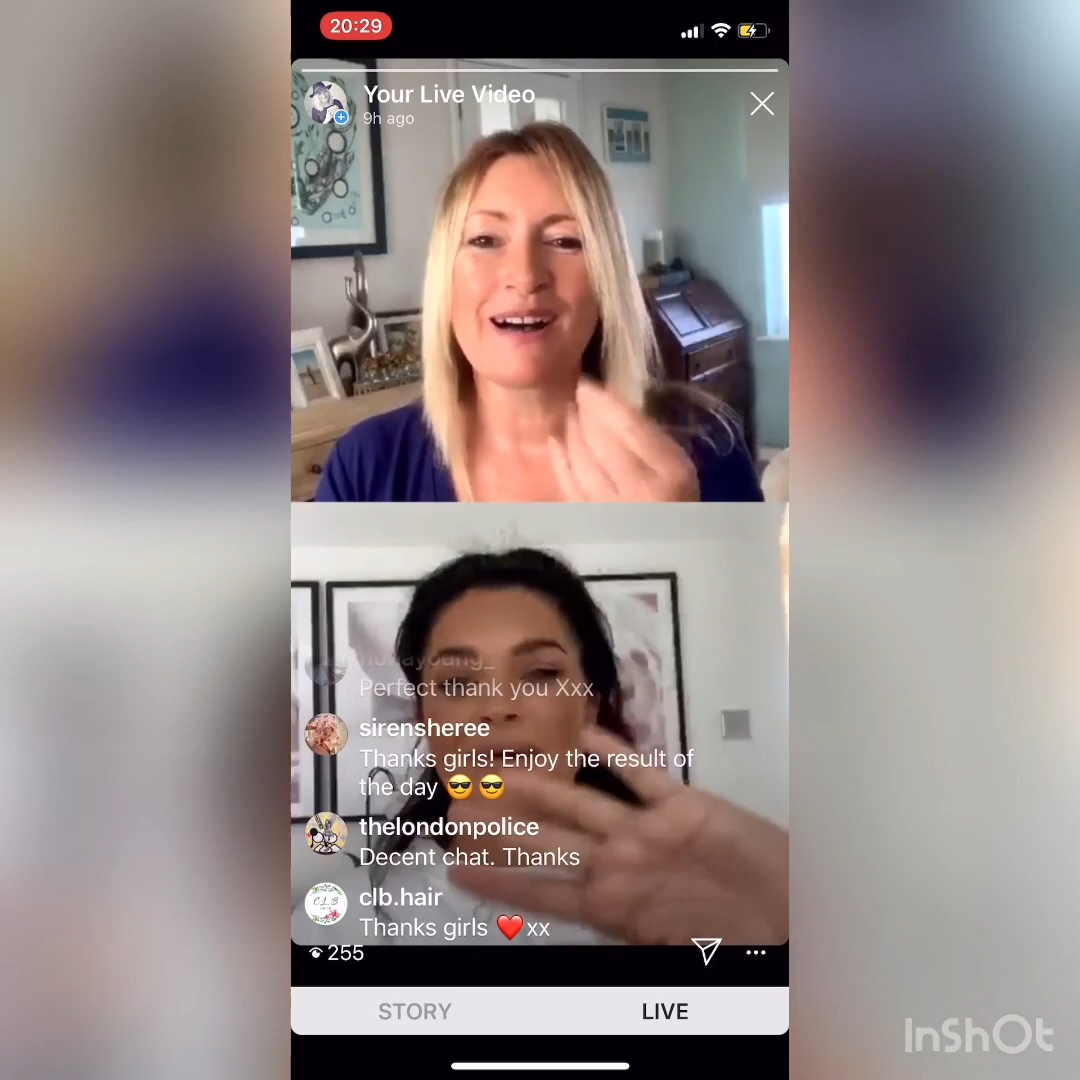 20:29
Your Live Video
9h ago
Perfect thank you Xxx
sirensheree
Thanks girls! Enjoy the result of
the day 😎 😎
thelondonpolice
Decent chat. Thanks
clb.hair
Thanks girls ❤️xx
255
STORY
LIVE
InShOt